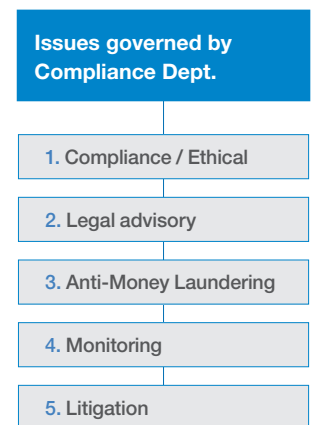 Issues governed by
Compliance Dept.
1. Compliance / Ethical
2. Legal advisory
3. Anti-Money Laundering
4. Monitoring
5. Litigation